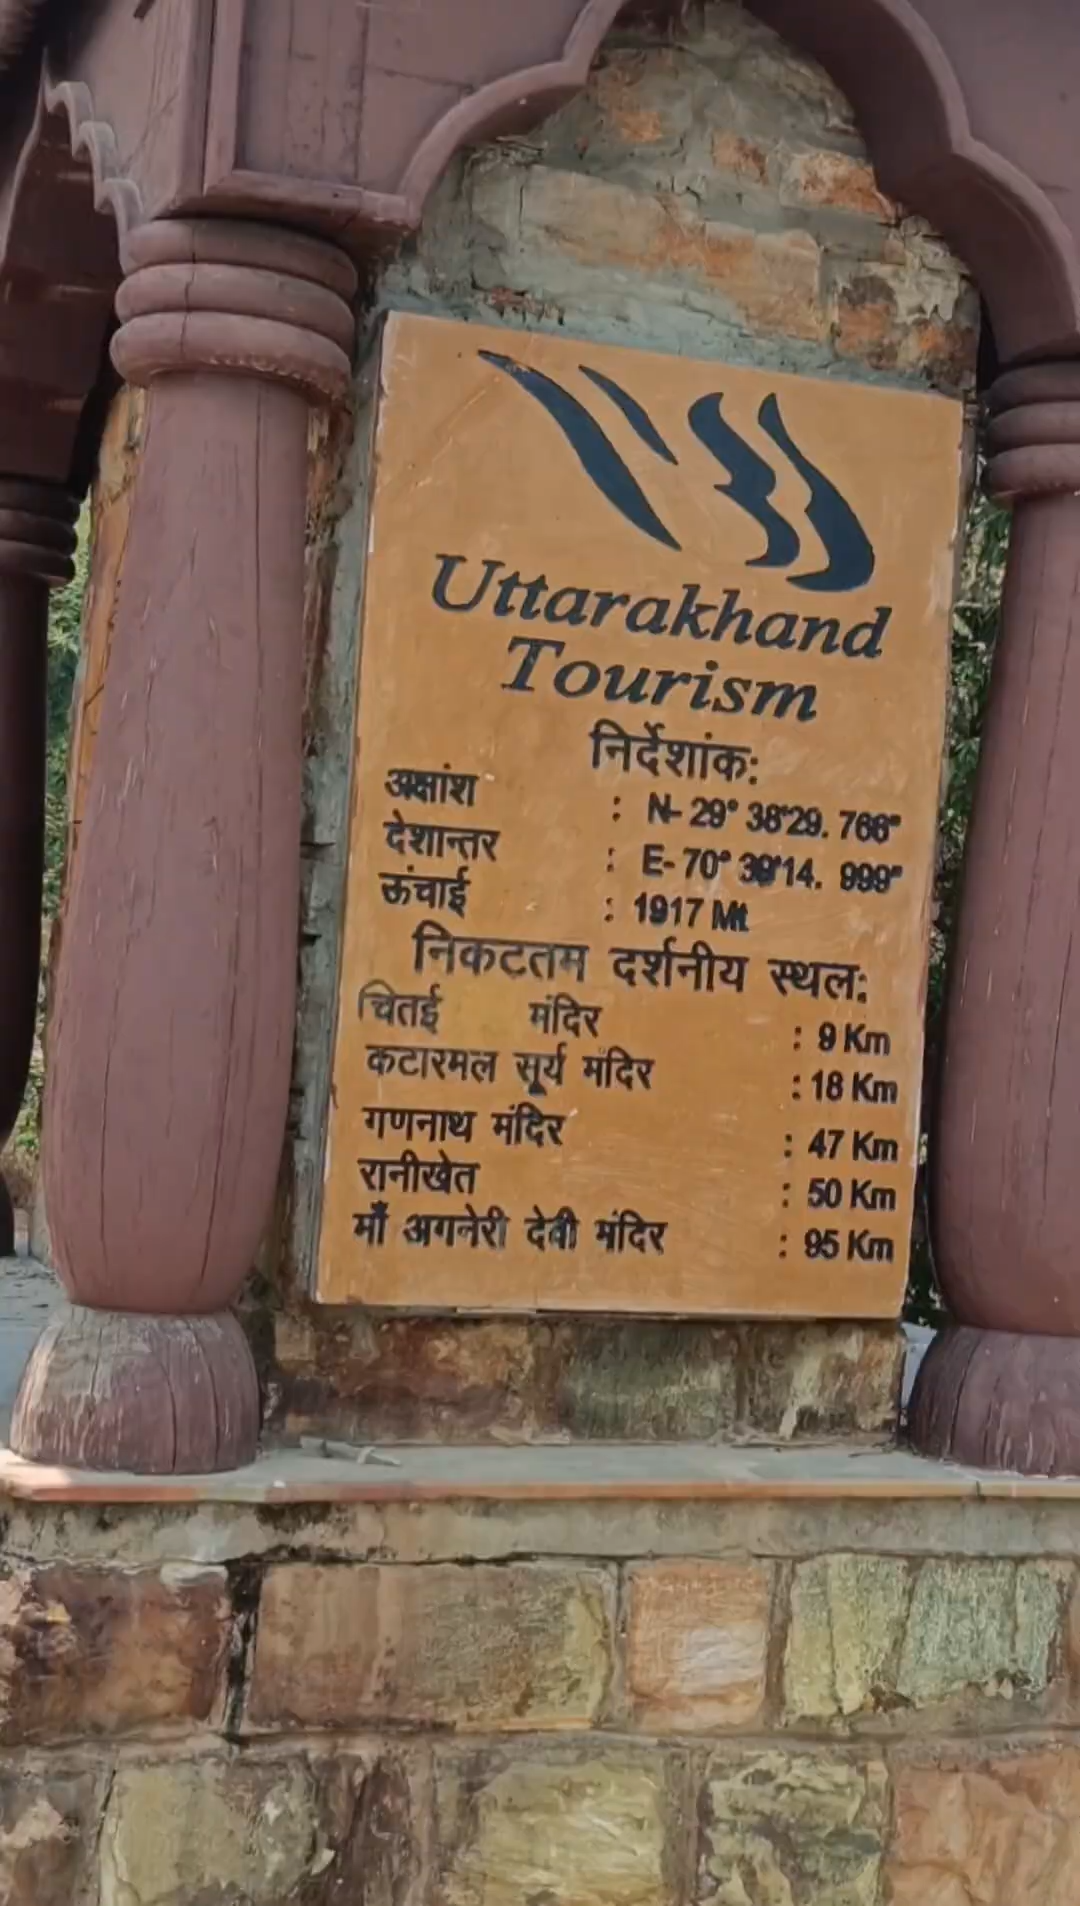 Uttarakhand
Tourism
निर्देशांक:
अक्षांश : N- 29° 38'29. 766"
देशान्तर : E- 70° 39'14. 999"
ऊंचाई : 1917 Mt
निकटतम दर्शनीय स्थल:
चितई मंदिर : 9 Km
कटारमल सूर्य मंदिर : 18 Km
गणनाथ मंदिर : 47 Km
रानीखेत : 50 Km
माँ अगनेरी देवी मंदिर : 95 Km